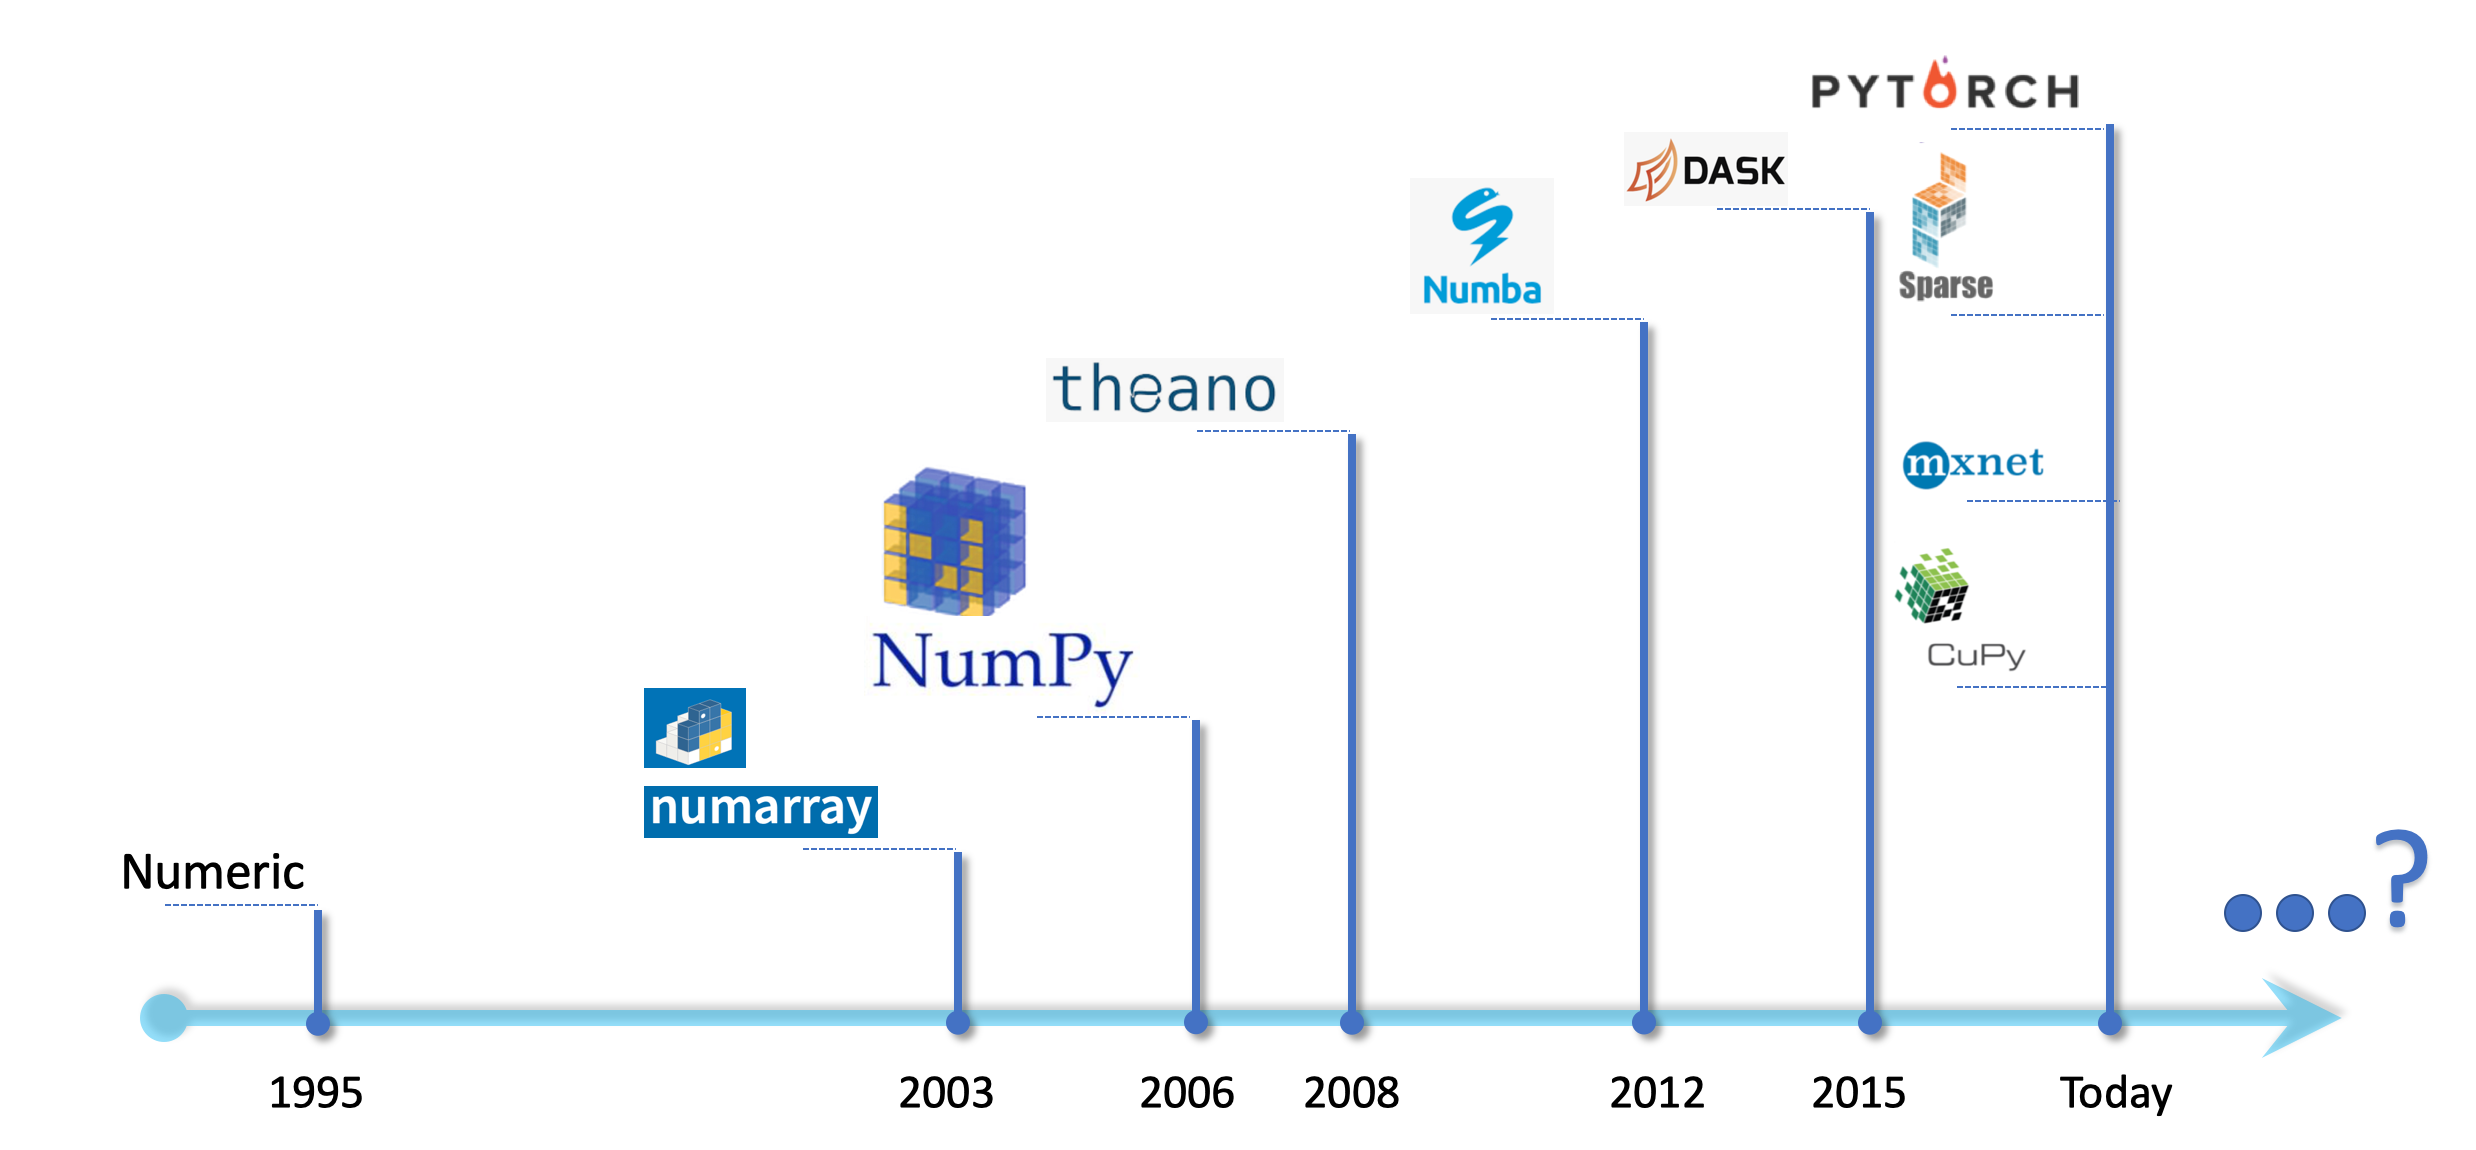 PYTORCH
DASK
Sparse
Numba
theano
mxnet
NumPy
CuPy
numarray
Numeric
?
1995
2003
2006
2008
2012
2015
Today